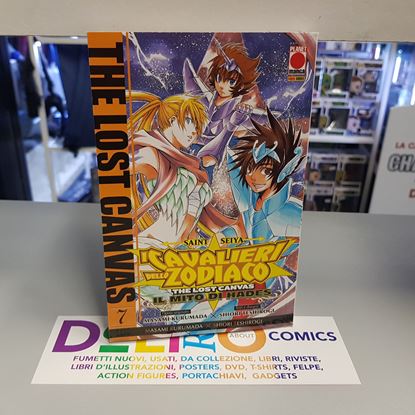 THE LOST CANVAS
7
PLANET
manga
SAINT SEIYA
I CAVALIERI
DELLO
ZODIACO
THE LOST CANVAS
IL MITO DI HADES
MASAMI KURUMADA × SHIORI TESHIROGI
MASAMI KURUMADA × SHIORI TESHIROGI
ABOUT
COMICS
FUMETTI NUOVI, USATI, DA COLLEZIONE, LIBRI, RIVISTE,
LIBRI D'ILLUSTRAZIONI, POSTERS, DVD, T-SHIRTS, FELPE,
ACTION FIGURES, PORTACHIAVI, GADGETS
LA